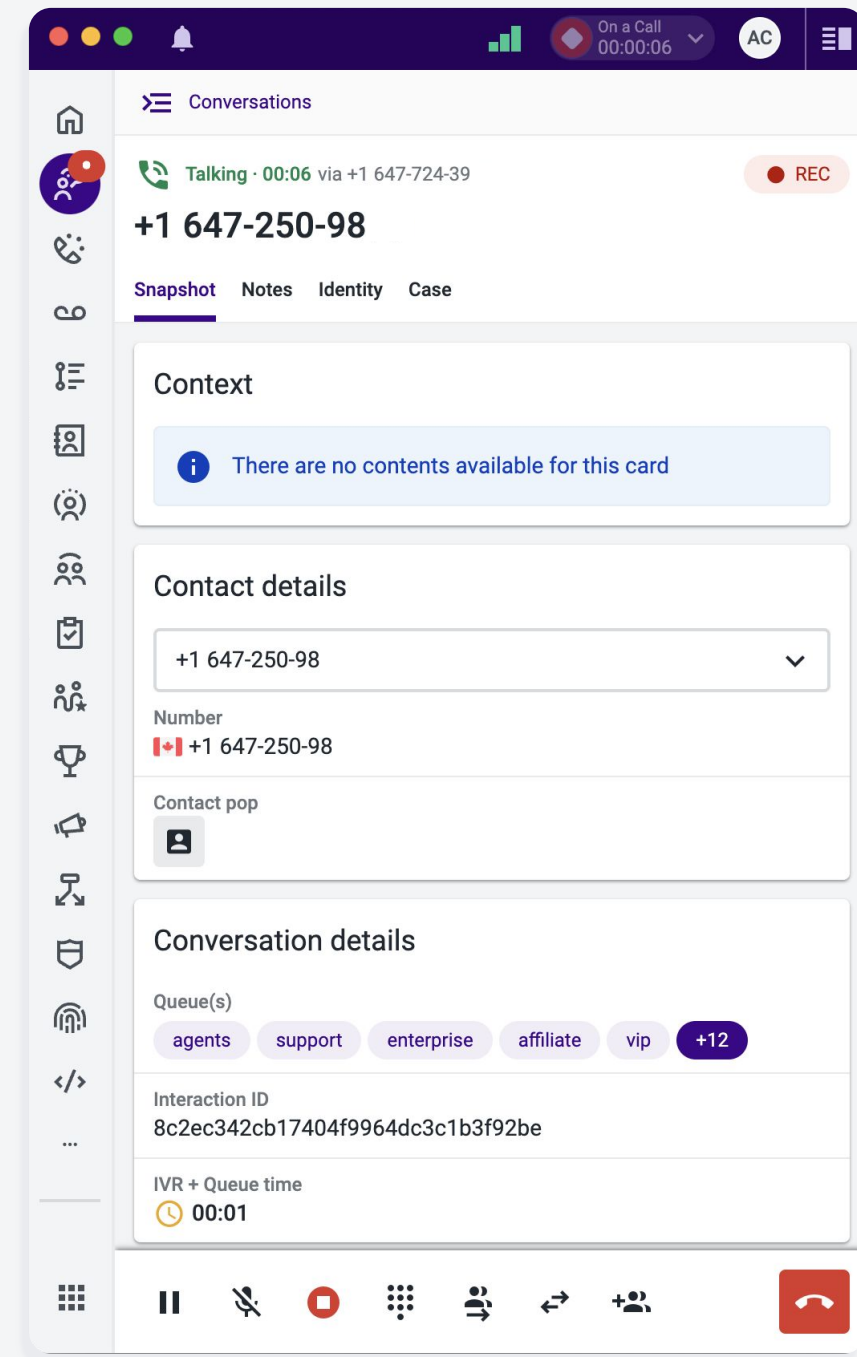 On a Call
00:00:06
AC
Conversations
Talking · 00:06 via +1 647-724-39
REC
+1 647-250-98
Snapshot Notes Identity Case
Context
There are no contents available for this card
Contact details
+1 647-250-98
Number
+1 647-250-98
Contact pop
Conversation details
Queue(s)
agents support enterprise affiliate vip +12
Interaction ID
8c2ec342cb17404f9964dc3c1b3f92be
IVR + Queue time
00:01